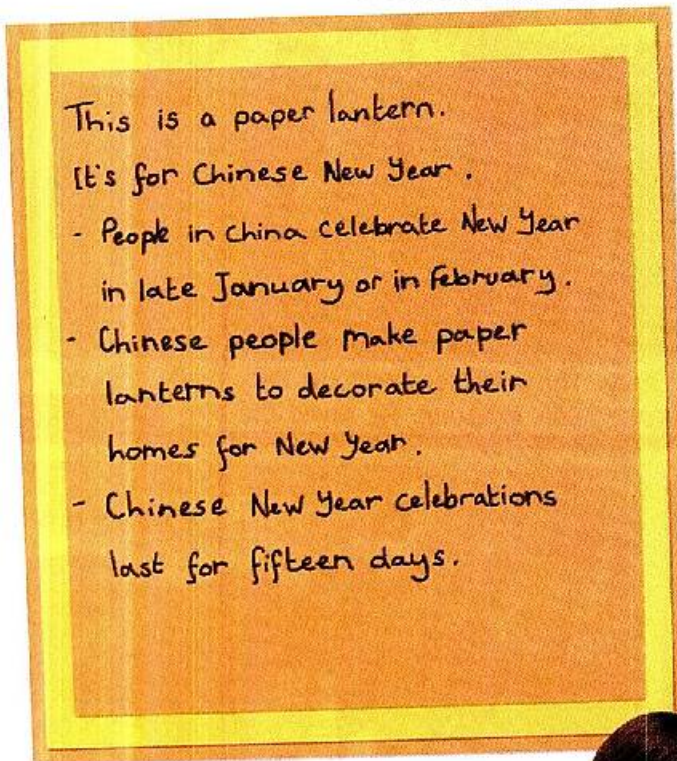 This is a paper lantern.
It's for Chinese New Year.
- People in China celebrate New Year
in late January or in February.
- Chinese people make paper
lanterns to decorate their
homes for New Year.
- Chinese New Year celebrations
last for fifteen days.